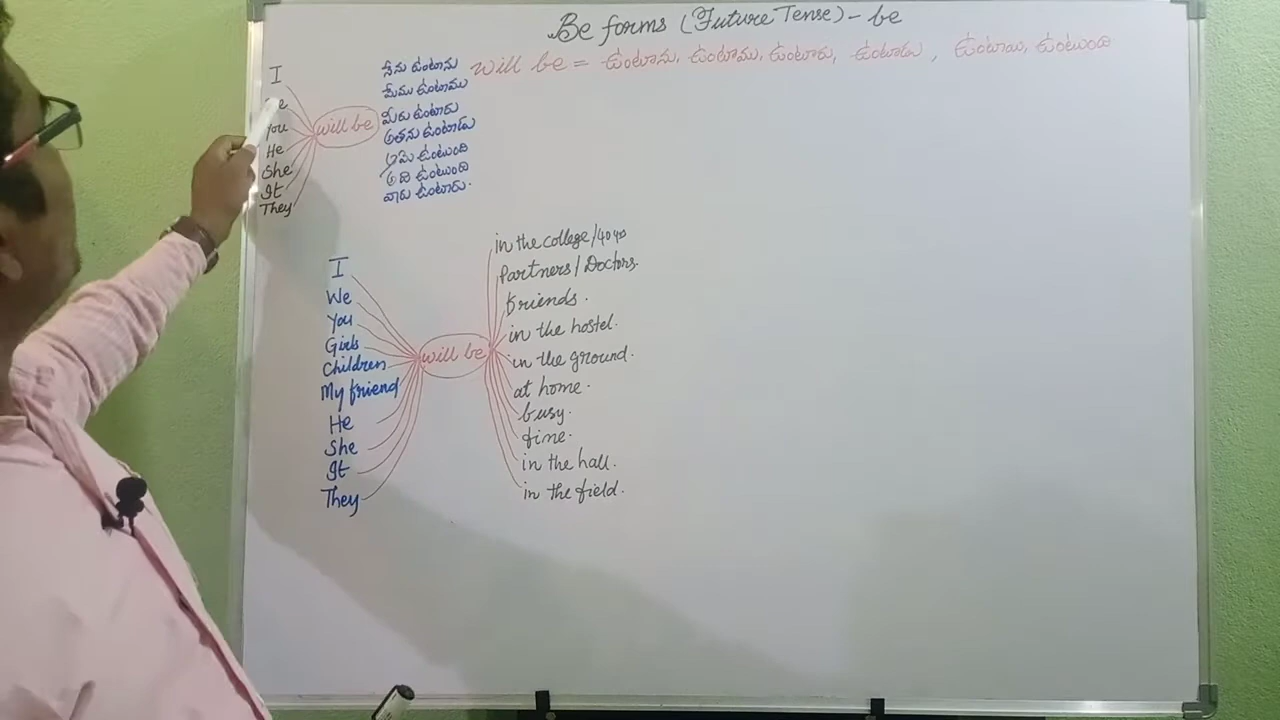 Be forms (Future Tense) - be
will be = ఉంటాను, ఉంటాము, ఉంటారు, ఉంటాడు, ఉంటాయి, ఉంటుంది
I
you
He
She
It
They
will be
నేను ఉంటాను
మేము ఉంటాము
మీరు ఉంటారు
అతను ఉంటాడు
ఆమె ఉంటుంది
అది ఉంటుంది
వారు ఉంటారు.
I
We
You
Girls
Children
My friend
He
She
It
They
will be
in the college/40 yrs
Partners/Doctors.
friends.
in the hostel.
in the ground.
at home.
busy.
fine.
in the hall.
in the field.